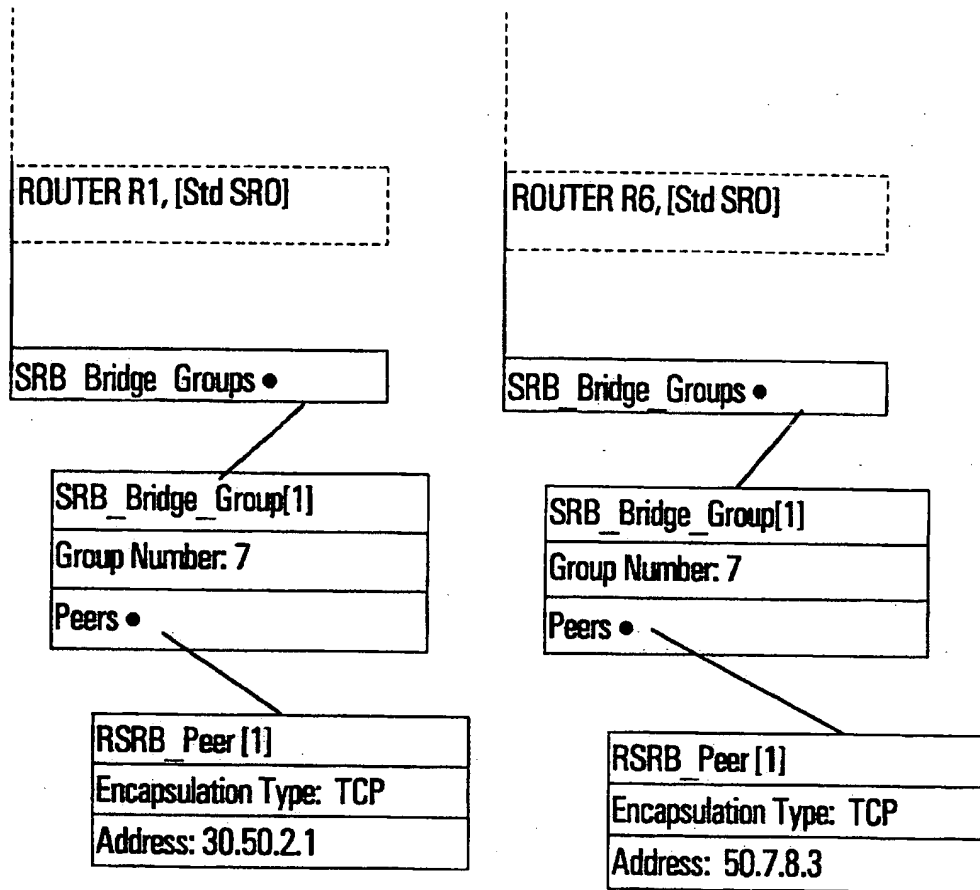 ROUTER R1, [Std SRO]
SRB_Bridge_Groups •
SRB_Bridge_Group[1]
Group Number: 7
Peers •
RSRB_Peer [1]
Encapsulation Type: TCP
Address: 30.50.2.1
ROUTER R6, [Std SRO]
SRB_Bridge_Groups •
SRB_Bridge_Group[1]
Group Number: 7
Peers •
RSRB_Peer [1]
Encapsulation Type: TCP
Address: 50.7.8.3